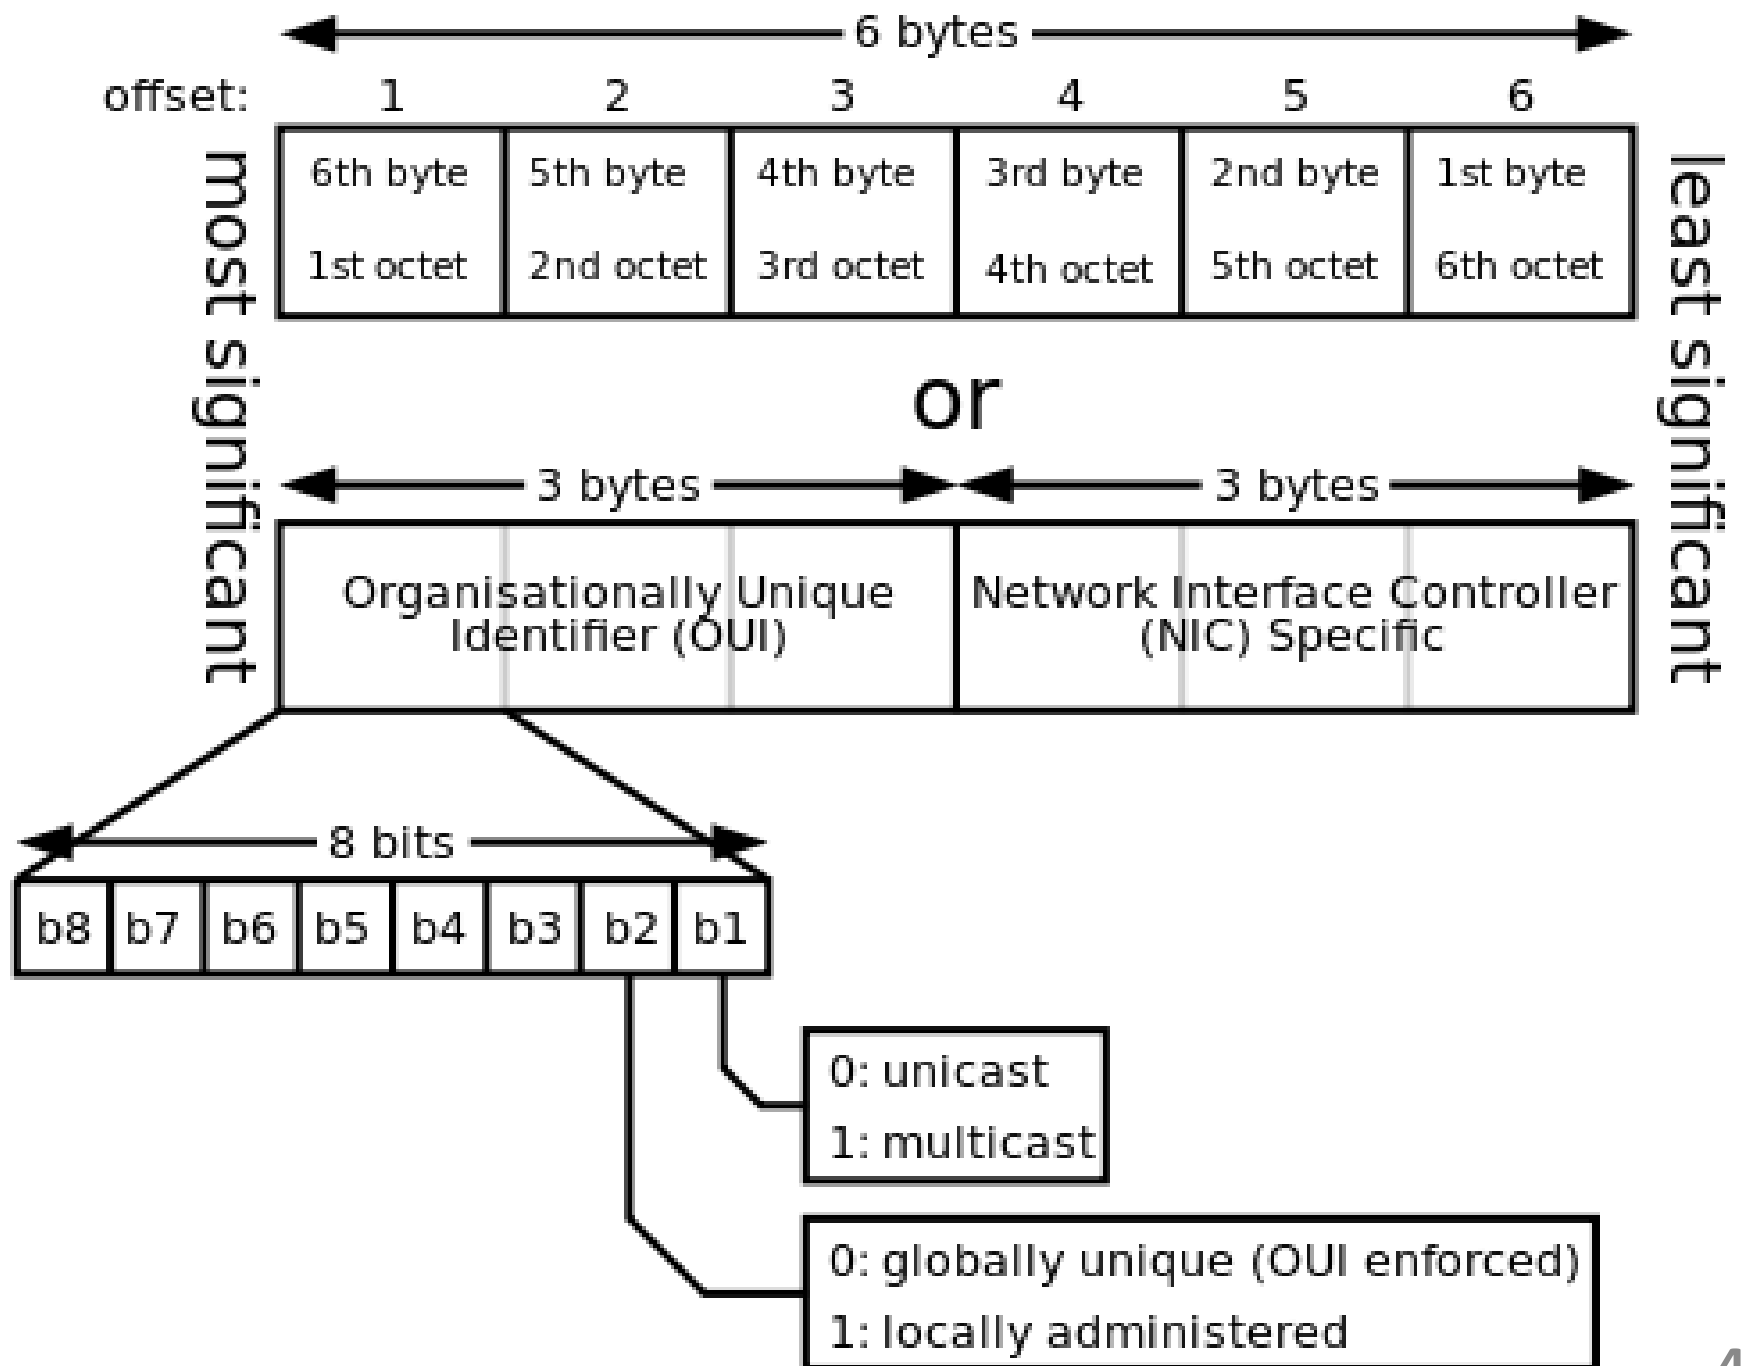 6 bytes
offset: 1 2 3 4 5 6
6th byte 5th byte 4th byte 3rd byte 2nd byte 1st byte
1st octet 2nd octet 3rd octet 4th octet 5th octet 6th octet
most significant
least significant
or
3 bytes 3 bytes
Organisationally Unique
Identifier (OUI)
Network Interface Controller
(NIC) Specific
8 bits
b8 b7 b6 b5 b4 b3 b2 b1
0: unicast
1: multicast
0: globally unique (OUI enforced)
1: locally administered